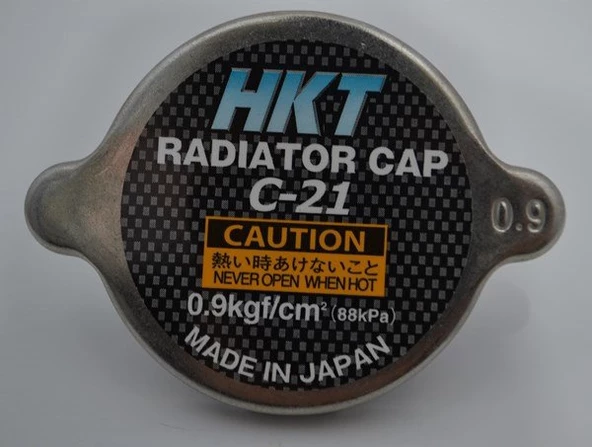 HKT
RADIATOR CAP
C-21
CAUTION
熱い時あけないこと
NEVER OPEN WHEN HOT
0.9kgf/cm² (88kPa)
MADE IN JAPAN
0.9